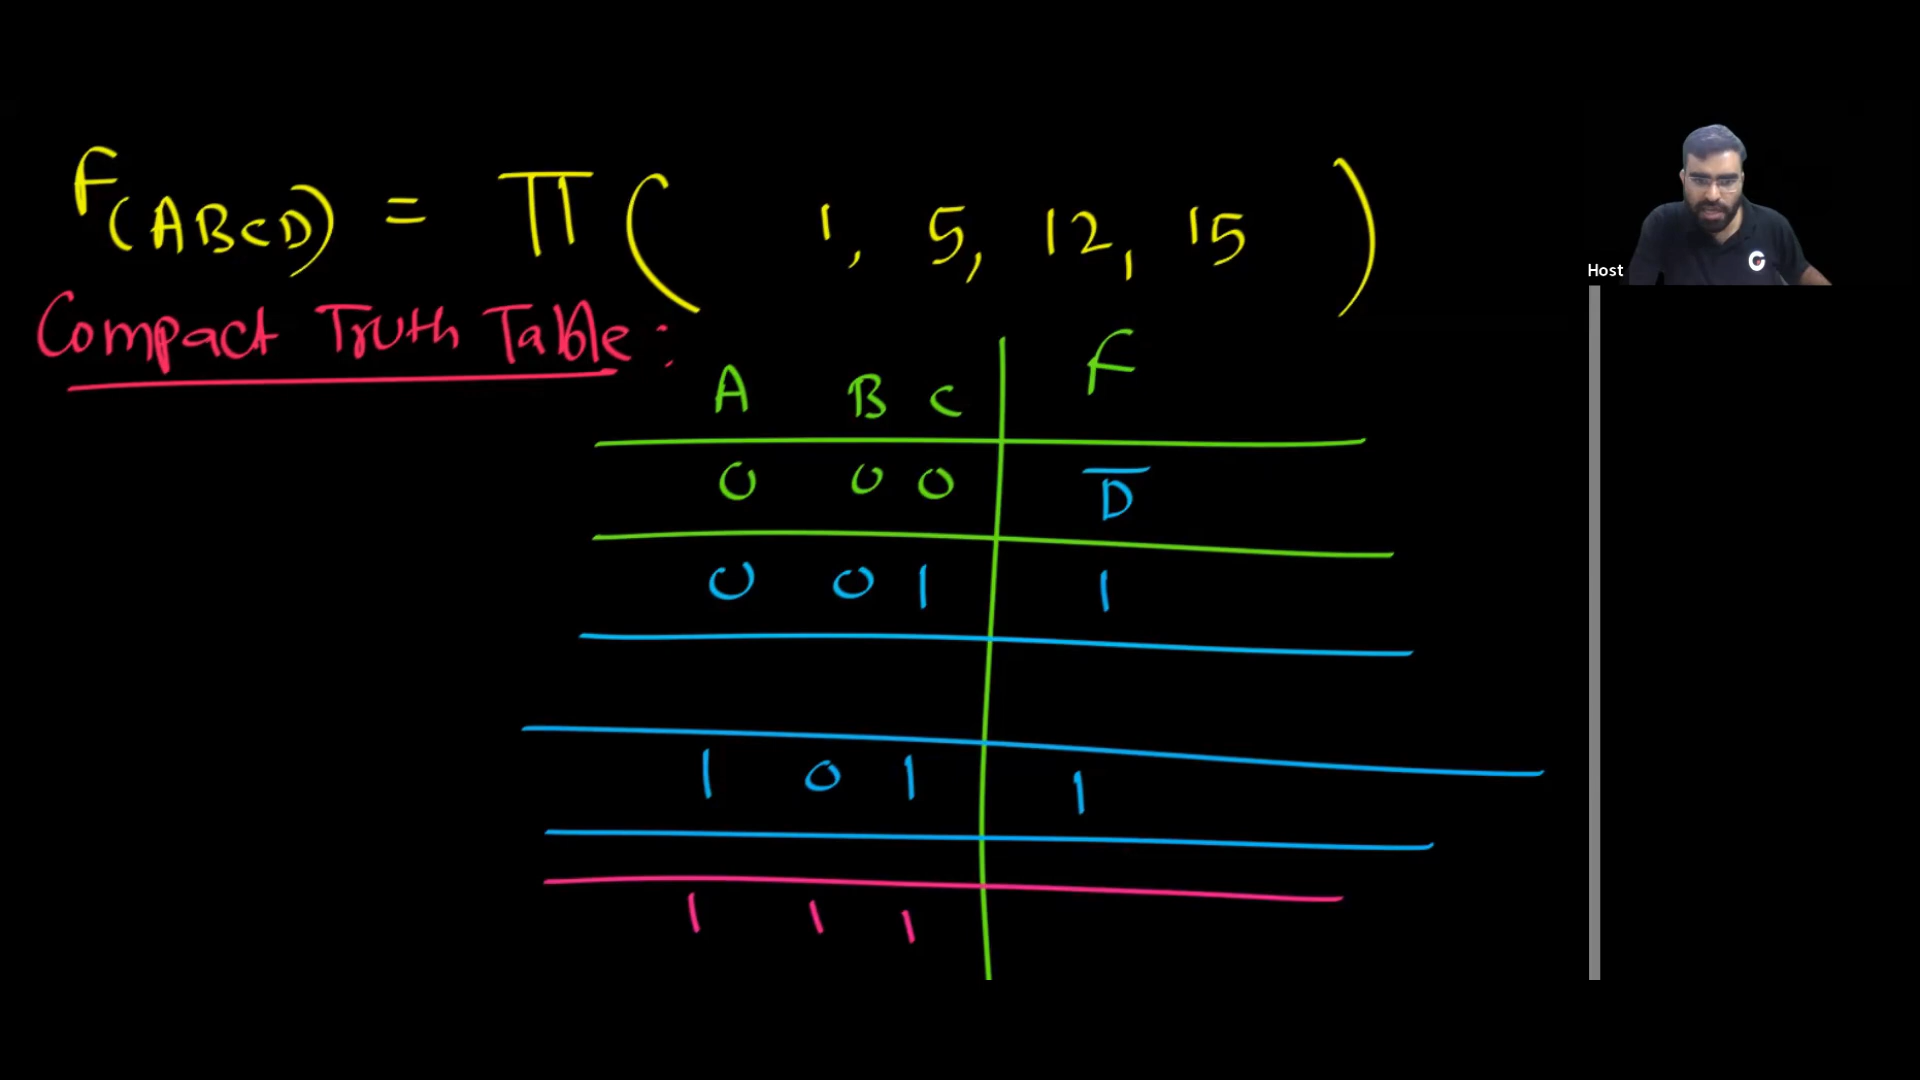 F(ABCD) = Π( 1, 5, 12, 15 )
Host
Compact Truth Table:
A B C F
0 0 0 D̅
0 0 1 1
1 0 1 1
1 1 1